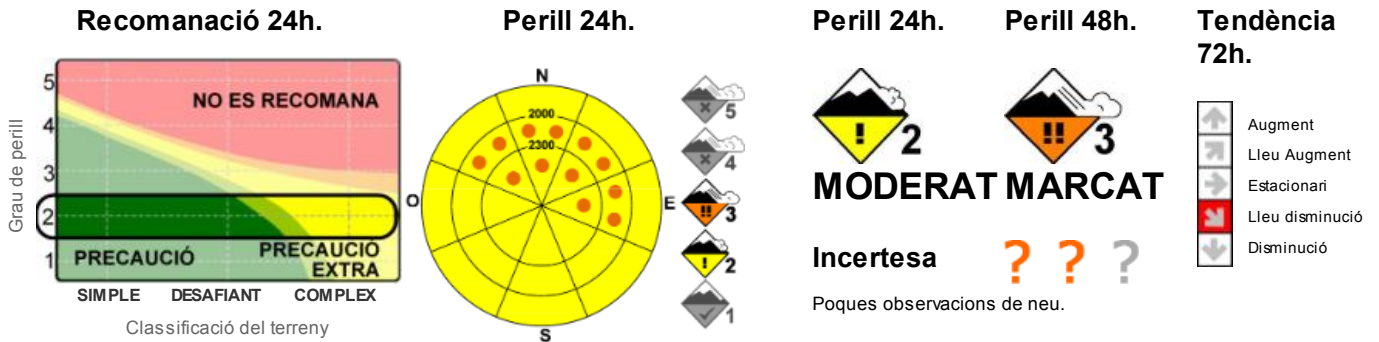 Recomanació 24h.
Grau de perill
5
4
3
2
1
NO ES RECOMANA
PRECAUCIÓ
PRECAUCIÓ
EXTRA
SIMPLE DESAFIANT COMPLEX
Classificació del terreny
Perill 24h.
N
2000
2300
O
E
S
5
4
!! 3
! 2
1
Perill 24h.
! 2
MODERAT
Perill 48h.
!! 3
MARCAT
Incertesa ? ? ?
Poques observacions de neu.
Tendència
72h.
Augment
Lleu Augment
Estacionari
Lleu disminució
Disminució